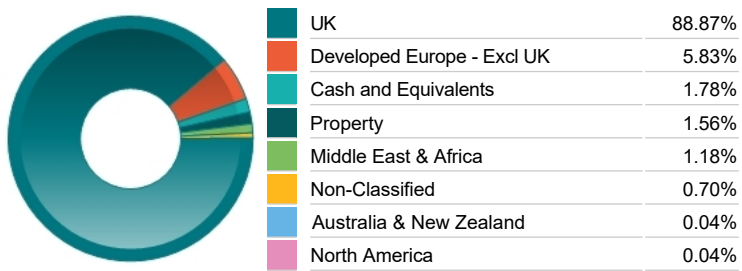 UK 88.87%
Developed Europe - Excl UK 5.83%
Cash and Equivalents 1.78%
Property 1.56%
Middle East & Africa 1.18%
Non-Classified 0.70%
Australia & New Zealand 0.04%
North America 0.04%